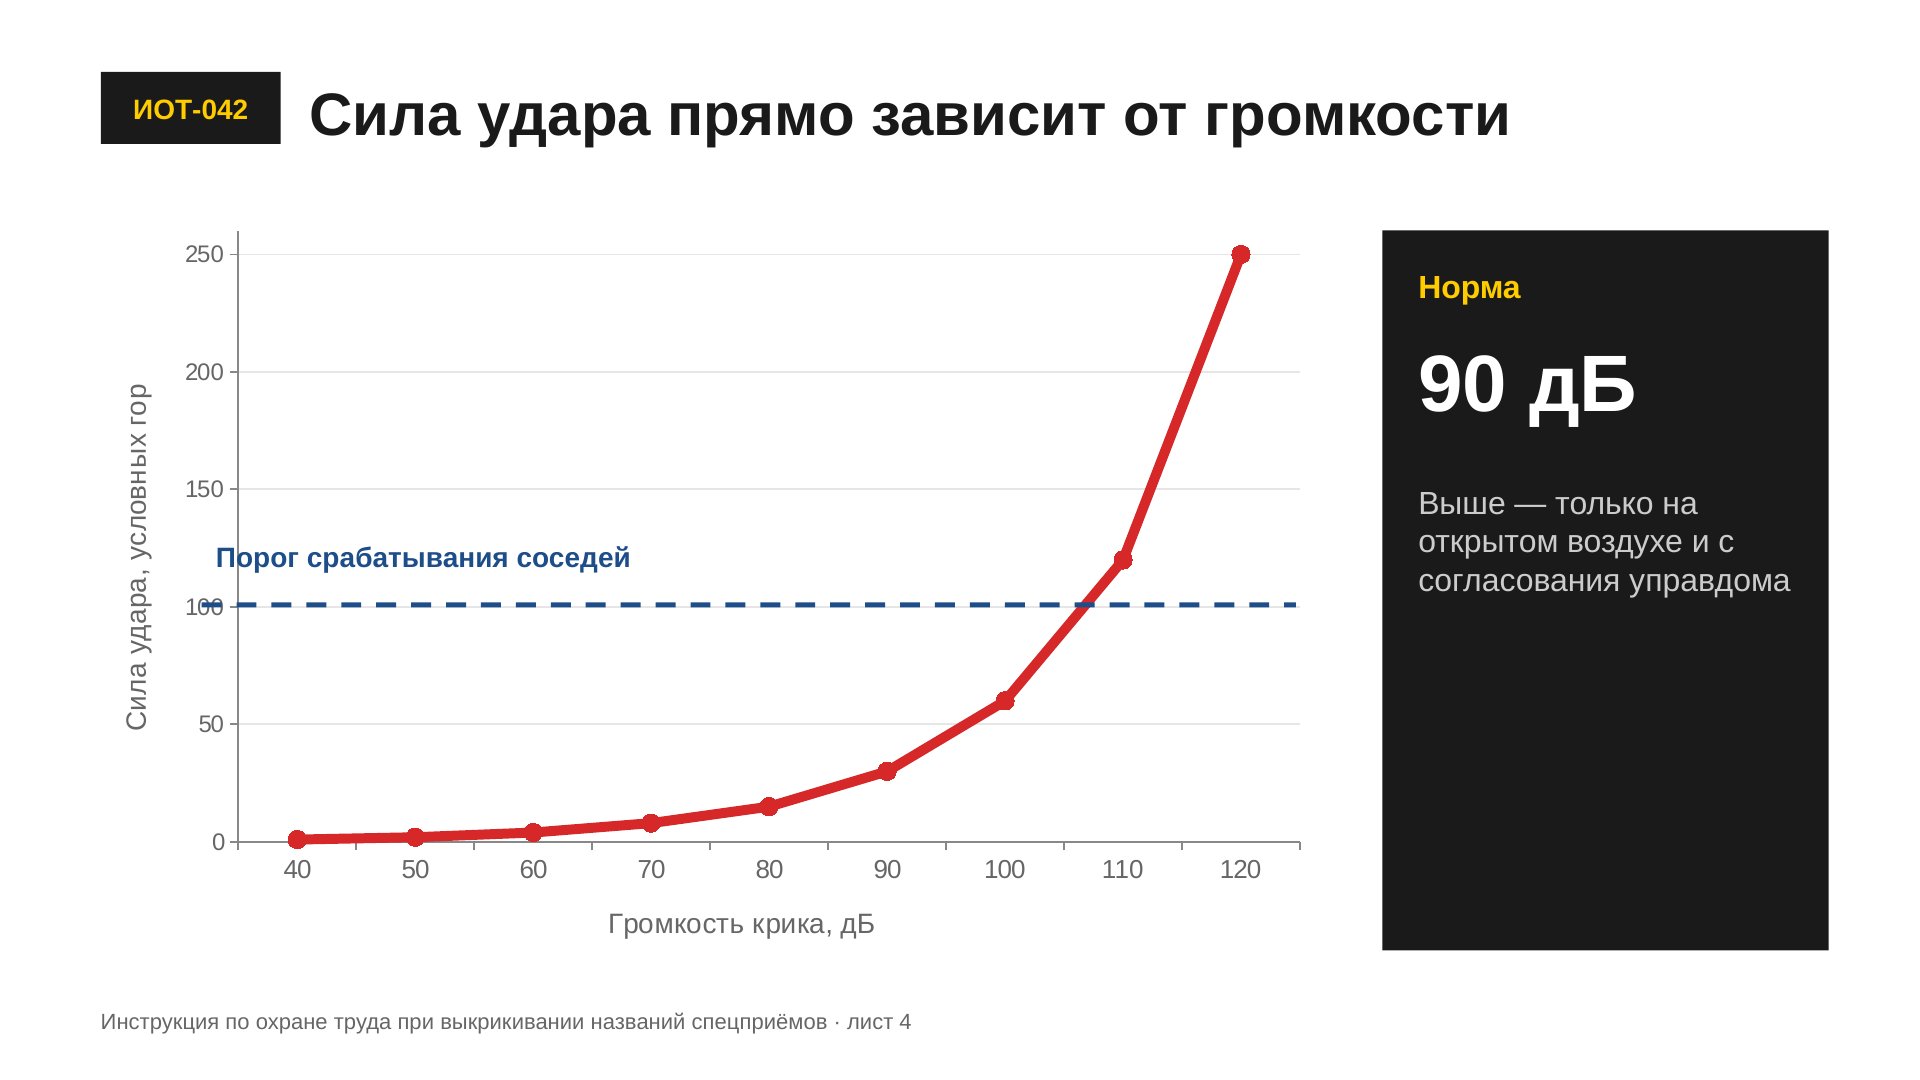 ИОТ-042
Сила удара прямо зависит от громкости
Сила удара, условных гор
250
200
150
Порог срабатывания соседей
100
50
0
40 50 60 70 80 90 100 110 120
Громкость крика, дБ
Норма
90 дБ
Выше — только на
открытом воздухе и с
согласования управдома
Инструкция по охране труда при выкрикивании названий спецприёмов · лист 4